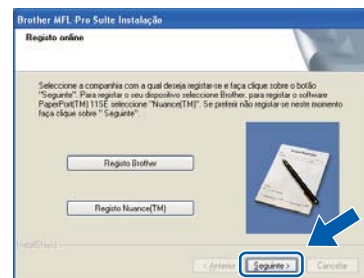 Brother MFL-Pro Suite Instalação
Registo online
Seleccione a companhia com a qual deseja registar-se e faça clique sobre o botão
"Seguinte". Para registar o seu dispositivo seleccione Brother, para registar o software
PaperPort(TM) 11SE seleccione "Nuance(TM)". Se preferir não registar-se neste momento
faça clique sobre "Seguinte".
Registo Brother
Registo Nuance(TM)
InstallShield
< Anterior
Seguinte >
Cancelar